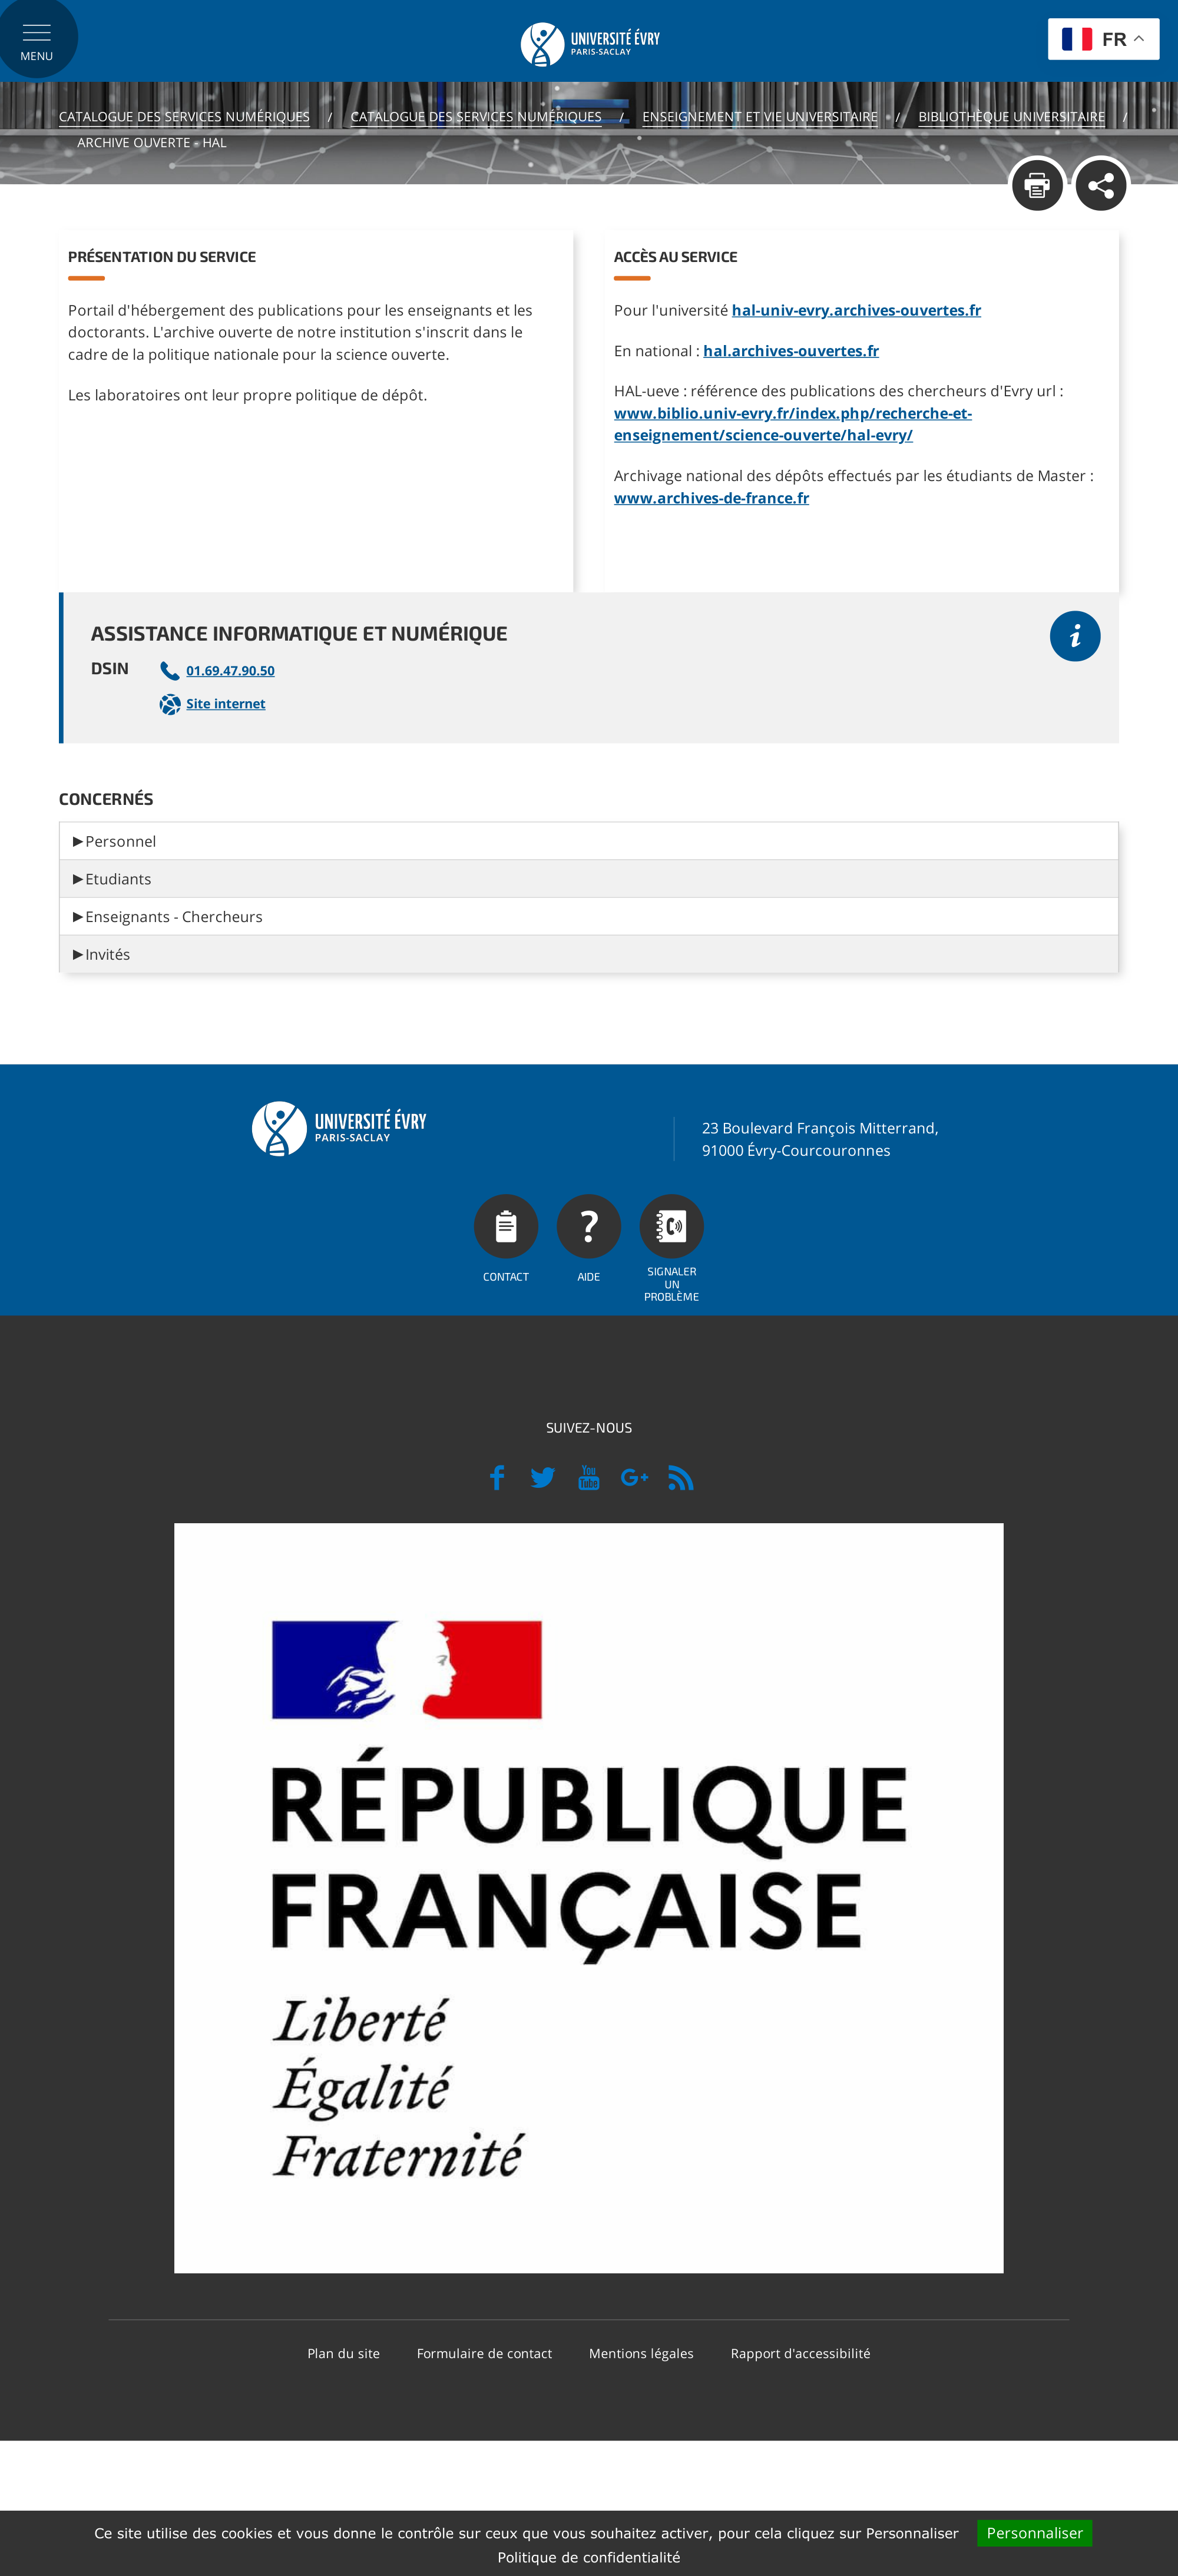 MENU
UNIVERSITÉ ÉVRY
PARIS-SACLAY
FR
CATALOGUE DES SERVICES NUMÉRIQUES / CATALOGUE DES SERVICES NUMÉRIQUES / ENSEIGNEMENT ET VIE UNIVERSITAIRE / BIBLIOTHÈQUE UNIVERSITAIRE /
ARCHIVE OUVERTE - HAL
PRÉSENTATION DU SERVICE
Portail d'hébergement des publications pour les enseignants et les
doctorants. L'archive ouverte de notre institution s'inscrit dans le
cadre de la politique nationale pour la science ouverte.
Les laboratoires ont leur propre politique de dépôt.
ACCÈS AU SERVICE
Pour l'université hal-univ-evry.archives-ouvertes.fr
En national : hal.archives-ouvertes.fr
HAL-ueve : référence des publications des chercheurs d'Evry url :
www.biblio.univ-evry.fr/index.php/recherche-et-
enseignement/science-ouverte/hal-evry/
Archivage national des dépôts effectués par les étudiants de Master :
www.archives-de-france.fr
ASSISTANCE INFORMATIQUE ET NUMÉRIQUE
DSIN
01.69.47.90.50
Site internet
CONCERNÉS
Personnel
Etudiants
Enseignants - Chercheurs
Invités
UNIVERSITÉ ÉVRY
PARIS-SACLAY
23 Boulevard François Mitterrand,
91000 Évry-Courcouronnes
CONTACT
AIDE
SIGNALER
UN
PROBLÈME
SUIVEZ-NOUS
You
Tube
G+
RÉPUBLIQUE
FRANÇAISE
Liberté
Égalité
Fraternité
Plan du site Formulaire de contact Mentions légales Rapport d'accessibilité
Ce site utilise des cookies et vous donne le contrôle sur ceux que vous souhaitez activer, pour cela cliquez sur Personnaliser Personnaliser
Politique de confidentialité